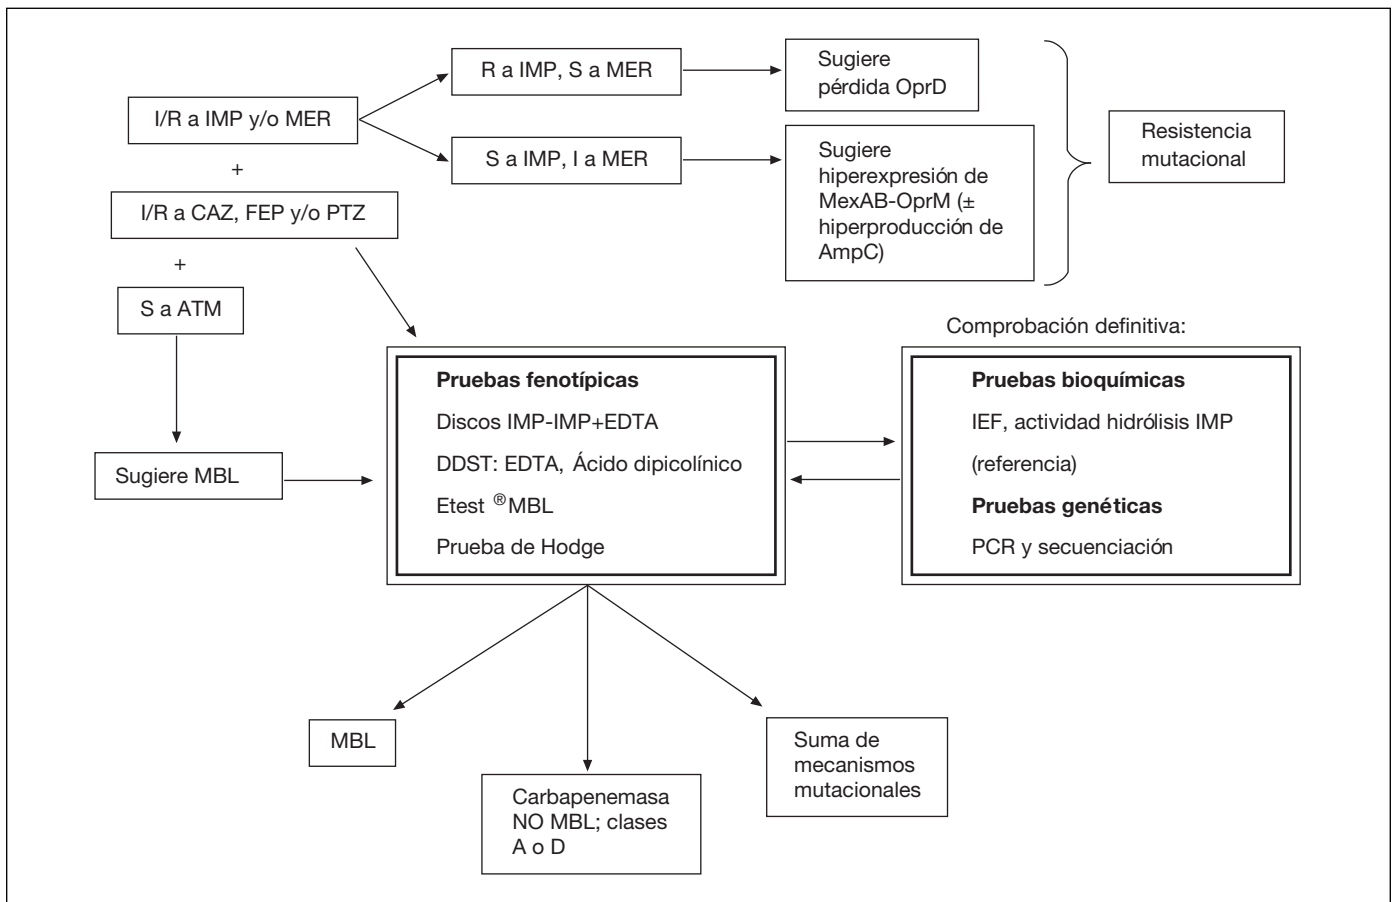 I/R a IMP y/o MER
+
I/R a CAZ, FEP y/o PTZ
+
S a ATM
Sugiere MBL
R a IMP, S a MER
S a IMP, I a MER
Sugiere
pérdida OprD
Sugiere
hiperexpresión de
MexAB-OprM (±
hiperproducción de
AmpC)
Resistencia
mutacional
Pruebas fenotípicas
Discos IMP-IMP+EDTA
DDST: EDTA, Ácido dipicolínico
Etest ®MBL
Prueba de Hodge
Comprobación definitiva:
Pruebas bioquímicas
IEF, actividad hidrólisis IMP
(referencia)
Pruebas genéticas
PCR y secuenciación
MBL
Carbapenemasa
NO MBL; clases
A o D
Suma de
mecanismos
mutacionales